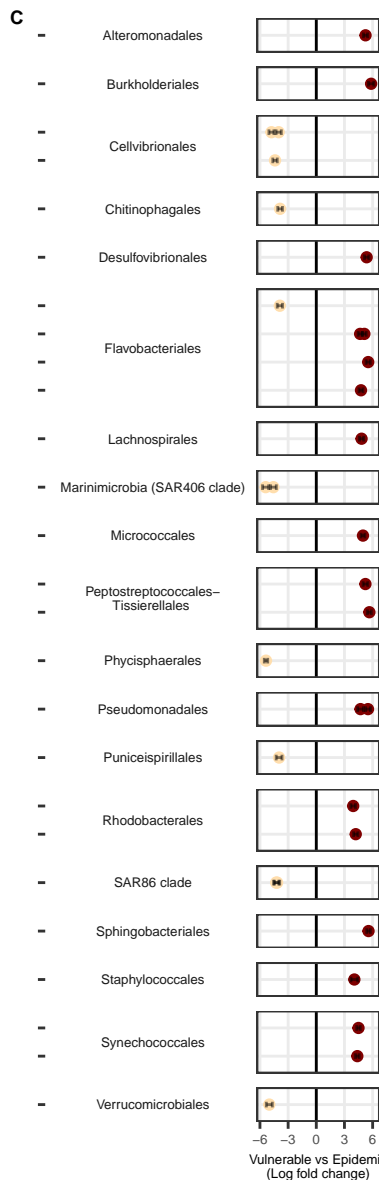 C
Alteromonadales
Burkholderiales
Cellvibrionales
Chitinophagales
Desulfovibrionales
Flavobacteriales
Lachnospirales
Marinimicrobia (SAR406 clade)
Micrococcales
Peptostreptococcales−
Tissierellales
Phycisphaerales
Pseudomonadales
Puniceispirillales
Rhodobacterales
SAR86 clade
Sphingobacteriales
Staphylococcales
Synechococcales
Verrucomicrobiales
−6 −3 0 3 6
Vulnerable vs Epidemi
(Log fold change)